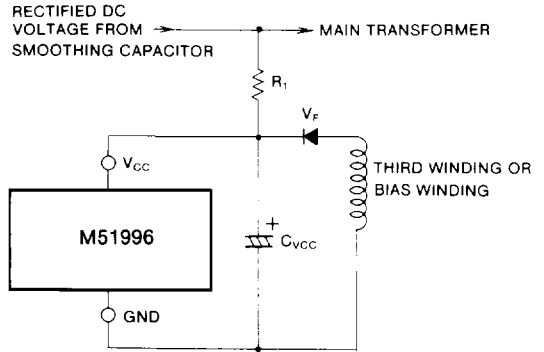 RECTIFIED DC
VOLTAGE FROM
SMOOTHING CAPACITOR
MAIN TRANSFORMER
R1
VF
VCC
THIRD WINDING OR
BIAS WINDING
M51996
+
CVCC
GND